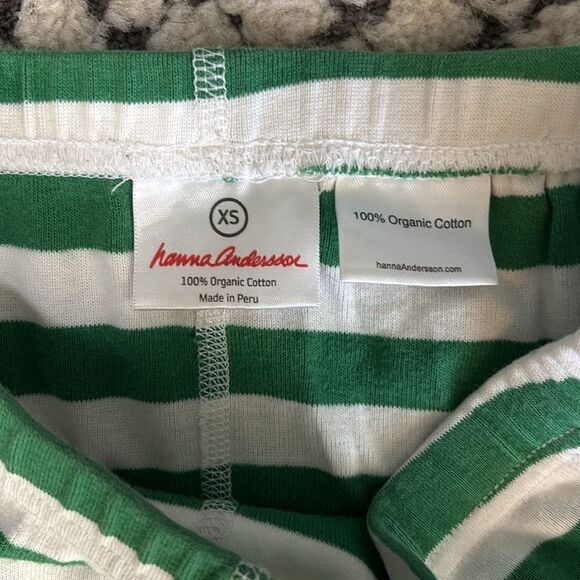 XS
hanna Andersson
100% Organic Cotton
Made in Peru
100% Organic Cotton
hannaAndersson.com